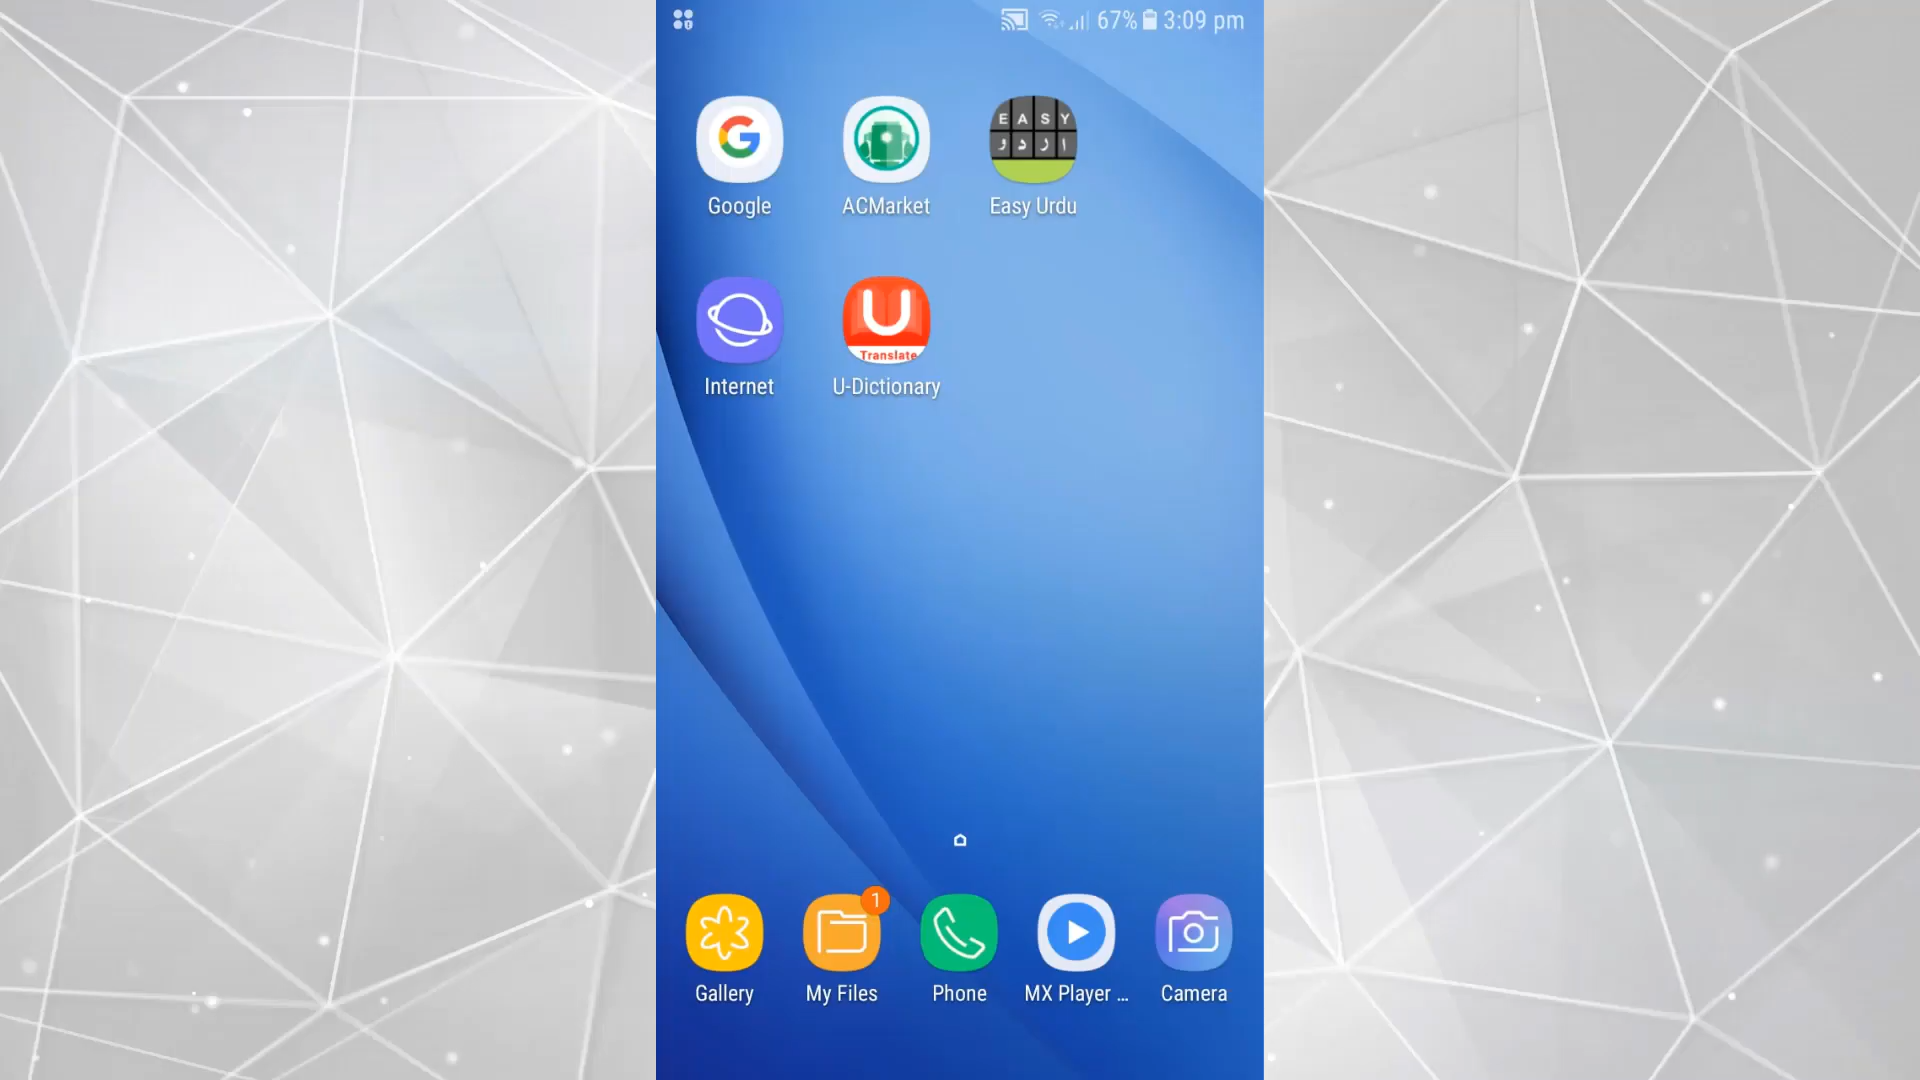 67% 3:09 pm
E A S Y
ا ر د و
Google ACMarket Easy Urdu
U
Translate
Internet U-Dictionary
1
Gallery My Files Phone MX Player ... Camera